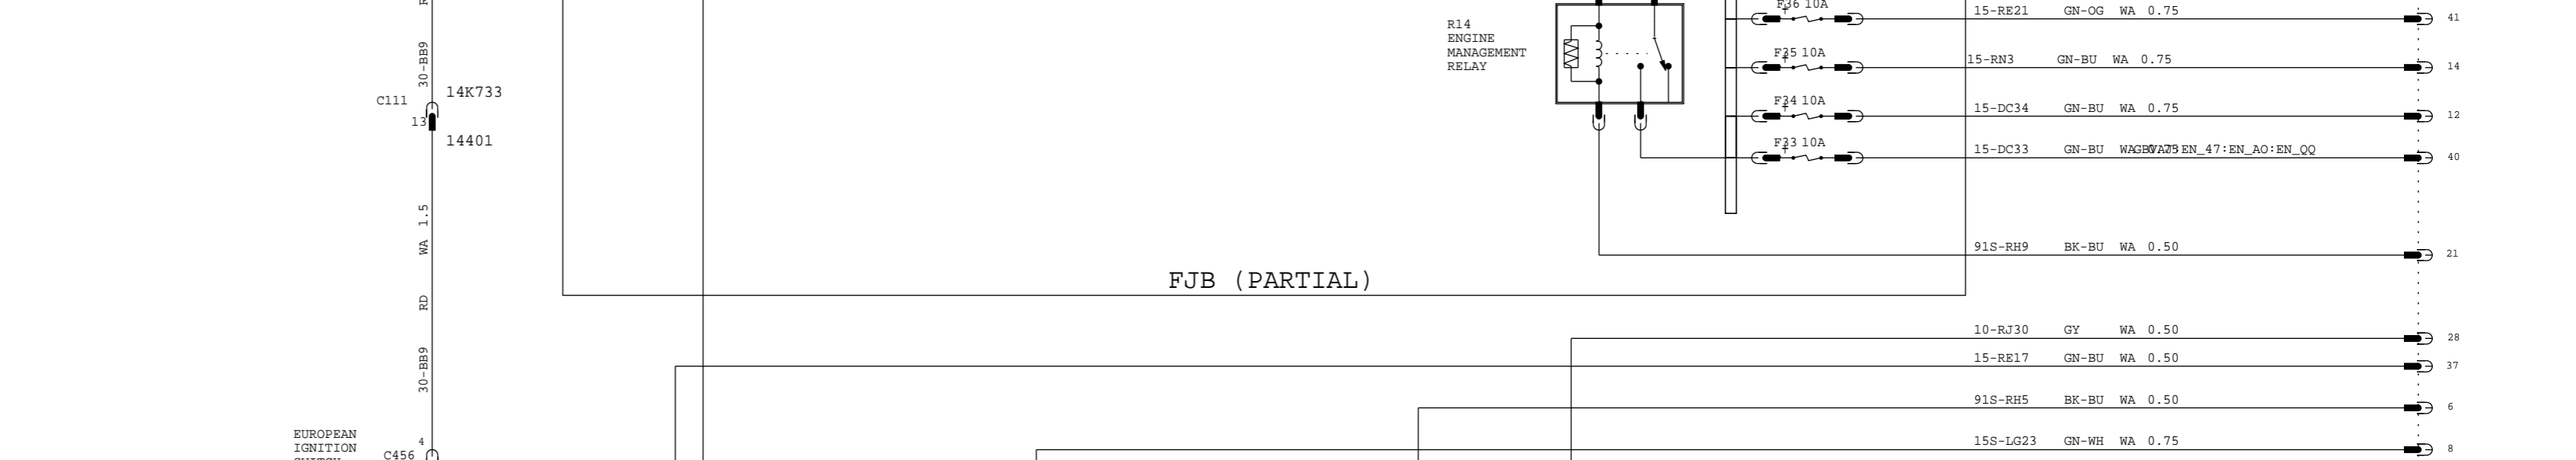 F36 10A
15-RE21 GN-OG WA 0.75
41
R14
ENGINE
MANAGEMENT
RELAY
F35 10A
15-RN3 GN-BU WA 0.75
14
30-BB9
C111
14K733
13
14401
F34 10A
15-DC34 GN-BU WA 0.75
12
F33 10A
15-DC33 GN-BU WA
EN_47:EN_AO:EN_QQ
40
WA 1.5
91S-RH9 BK-BU WA 0.50
21
FJB (PARTIAL)
RD
10-RJ30 GY WA 0.50
28
15-RE17 GN-BU WA 0.50
37
30-BB9
91S-RH5 BK-BU WA 0.50
6
EUROPEAN
IGNITION
4
C456
15S-LG23 GN-WH WA 0.75
8